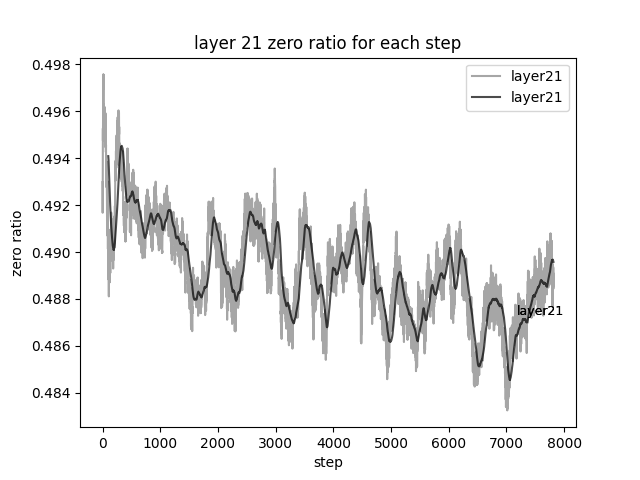 layer 21 zero ratio for each step
layer21
layer21
zero ratio
0.498
0.496
0.494
0.492
0.490
0.488
0.486
0.484
layer21
0 1000 2000 3000 4000 5000 6000 7000 8000
step